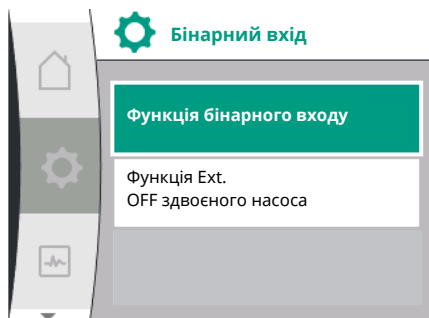 Бінарний вхід
Функція бінарного входу
Функція Ext.
OFF здвоєного насоса